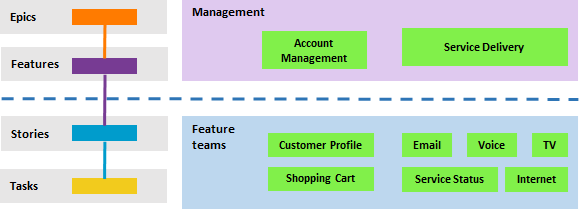 Epics
Management
Account
Management
Service Delivery
Features
Stories
Feature
teams
Customer Profile
Email
Voice
TV
Tasks
Shopping Cart
Service Status
Internet